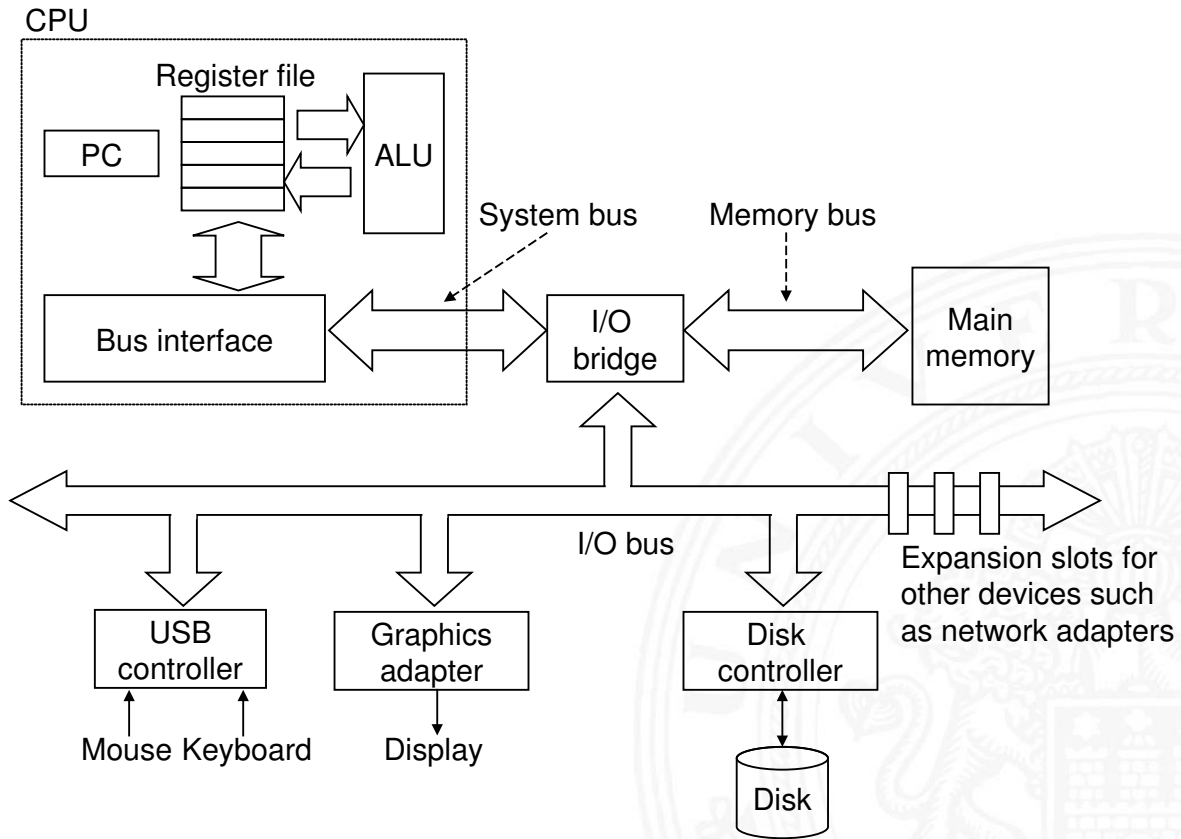 CPU
Register file
PC
ALU
System bus
Memory bus
Bus interface
I/O
bridge
Main
memory
I/O bus
Expansion slots for
other devices such
as network adapters
USB
controller
Graphics
adapter
Disk
controller
Mouse
Keyboard
Display
Disk